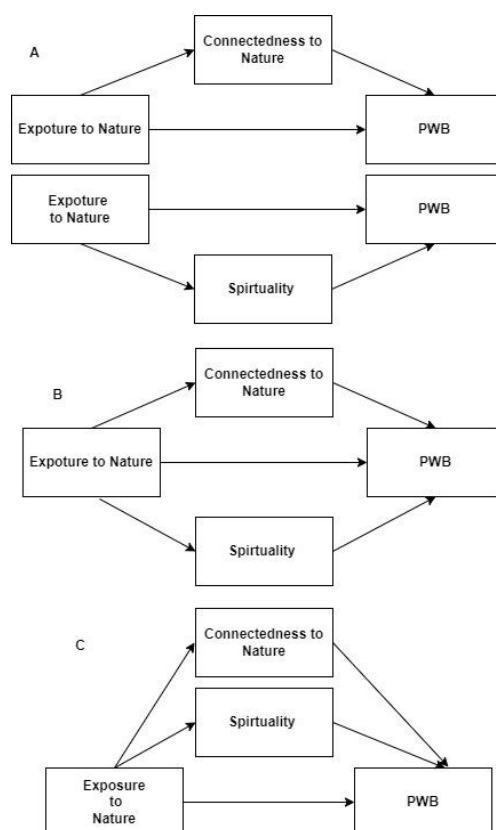 Connectedness to
Nature
A
Expoture to Nature
PWB
Expoture
to Nature
PWB
Spirtuality
Connectedness to
Nature
B
Expoture to Nature
PWB
Spirtuality
Connectedness to
Nature
C
Spirtuality
Exposure
to
Nature
PWB